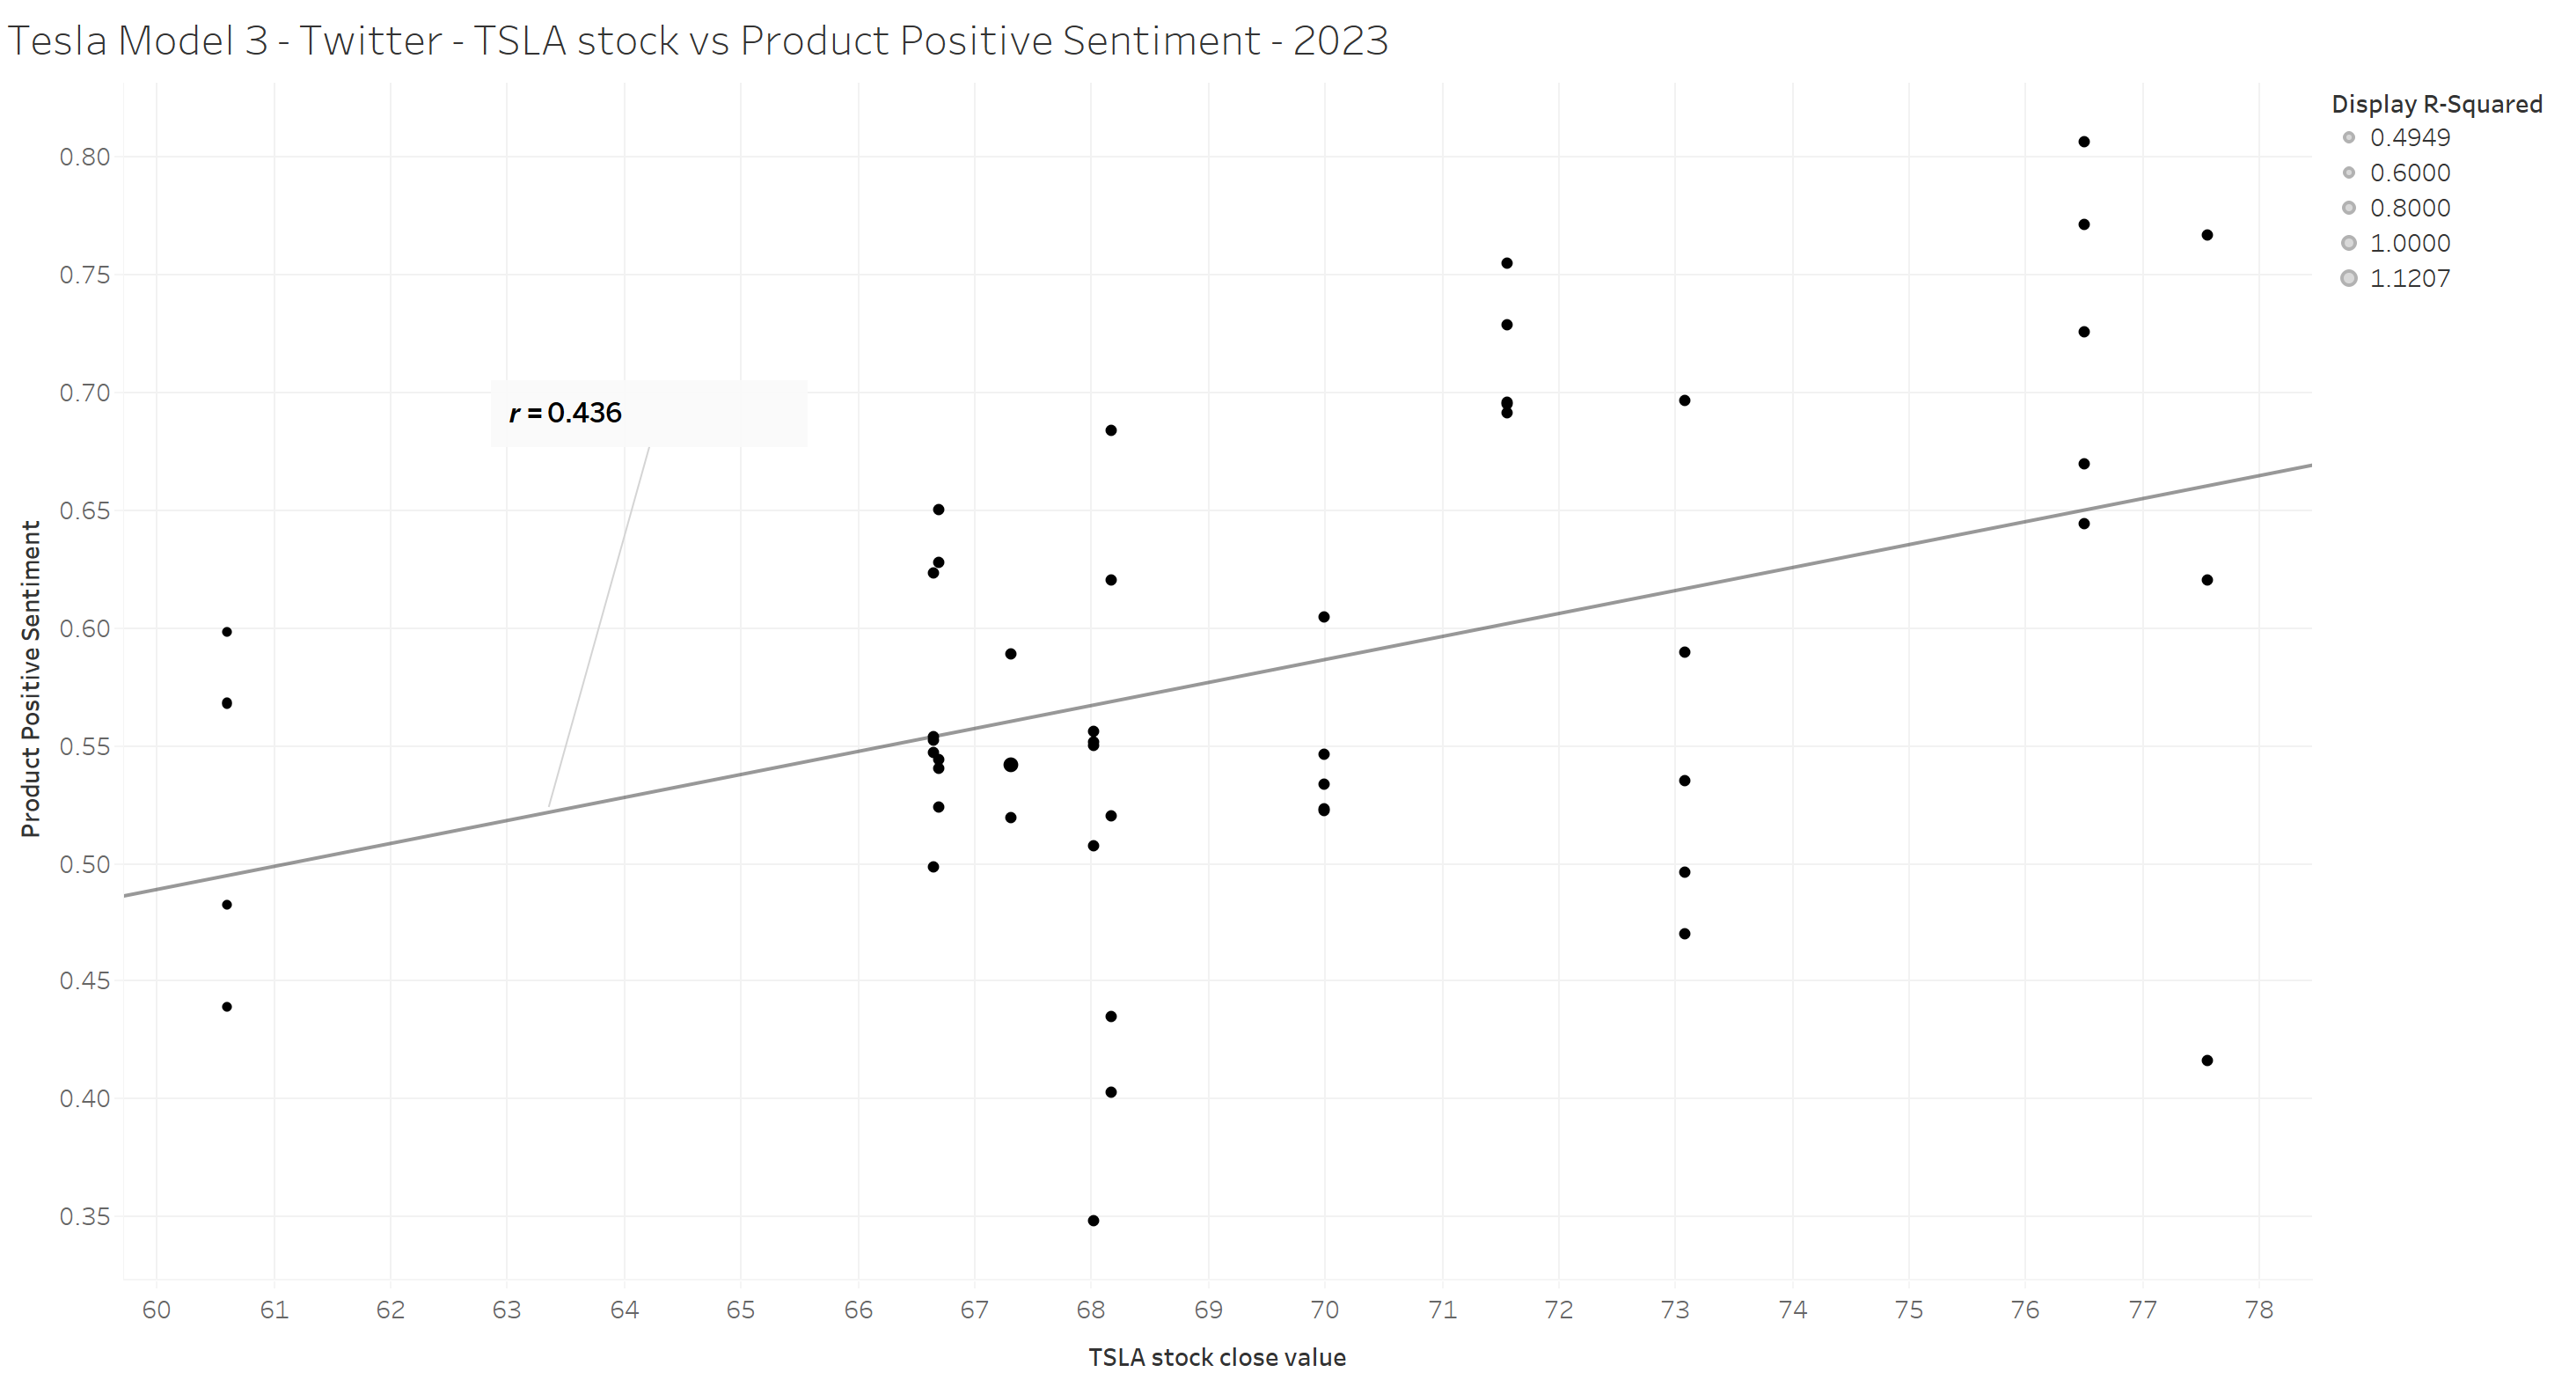 Tesla Model 3 - Twitter - TSLA stock vs Product Positive Sentiment - 2023
Display R-Squared
0.4949
0.6000
0.8000
1.0000
1.1207
r = 0.436
Product Positive Sentiment
0.80
0.75
0.70
0.65
0.60
0.55
0.50
0.45
0.40
0.35
60 61 62 63 64 65 66 67 68 69 70 71 72 73 74 75 76 77 78
TSLA stock close value